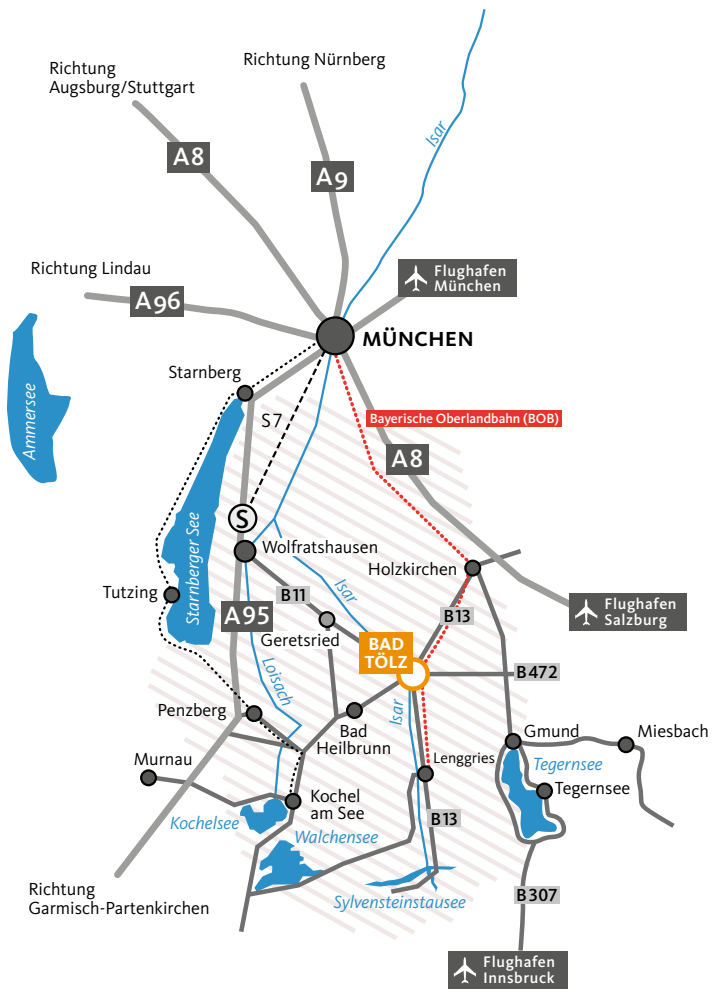 Richtung
Augsburg/Stuttgart
Richtung Nürnberg
Isar
A8
A9
Richtung Lindau
A96
Flughafen
München
MÜNCHEN
Ammersee
Starnberg
S7
Bayerische Oberlandbahn (BOB)
A8
S
Starnberger See
Wolfratshausen
Holzkirchen
Isar
Tutzing
B11
A95
Geretsried
B13
Flughafen
Salzburg
BAD
TÖLZ
Loisach
B472
Isar
Penzberg
Bad
Heilbrunn
Gmund
Miesbach
Murnau
Lenggries
Tegernsee
Tegernsee
Kochel
am See
Kochelsee
B13
Walchensee
Richtung
Garmisch-Partenkirchen
Sylvensteinstausee
B307
Flughafen
Innsbruck